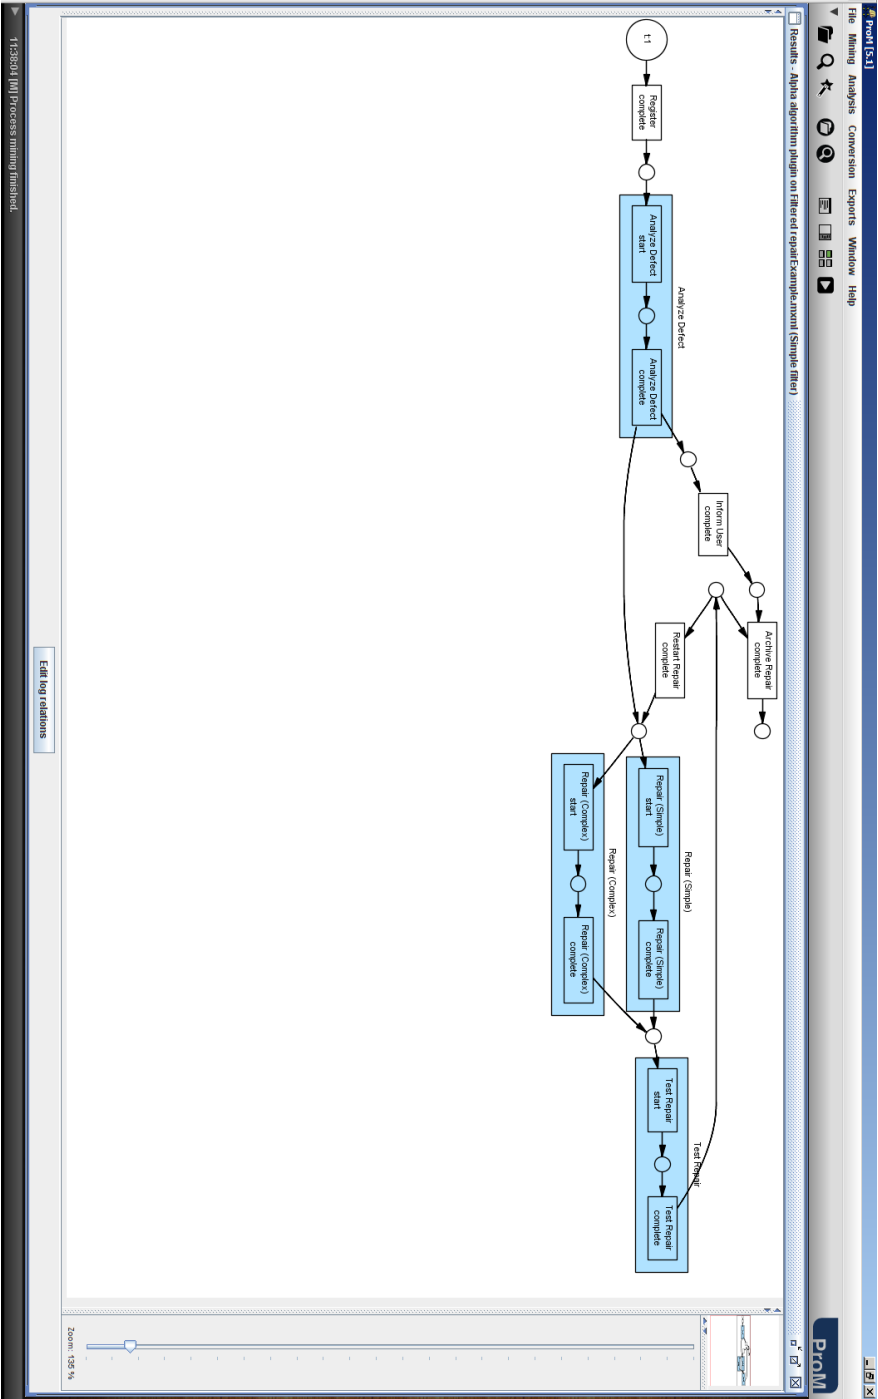 ProM [5.1]
File Mining Analysis Conversion Exports Window Help
ProM
Results - Alpha algorithm plugin on Filtered repairExample.mxml (Simple filter)
t:1
Register
complete
Analyze Defect
Analyze Defect
start
Analyze Defect
complete
Inform User
complete
Archive Repair
complete
Restart Repair
complete
Repair (Simple)
Repair (Simple)
start
Repair (Simple)
complete
Repair (Complex)
Repair (Complex)
start
Repair (Complex)
complete
Test Repair
Test Repair
start
Test Repair
complete
Zoom: 135 %
Edit log relations
11:38:04 [M] Process mining finished.